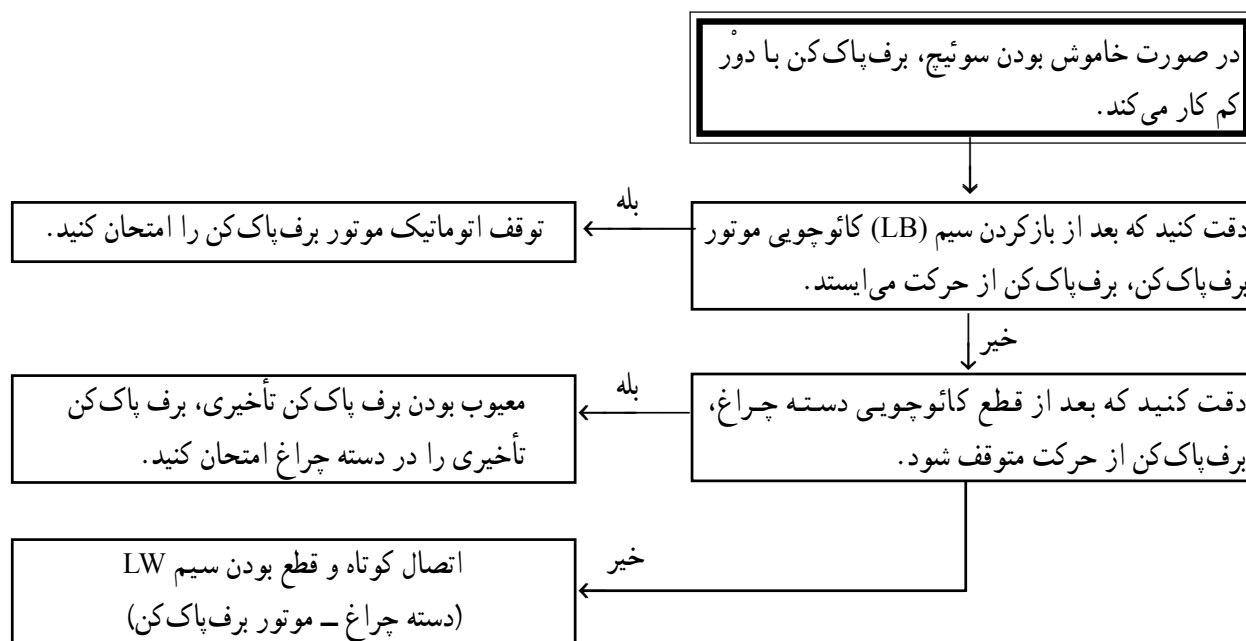 در صورت خاموش بودن سوئیچ، برف‌پاک‌کن با دوْر
کم کار می‌کند.
دقت کنید که بعد از بازکردن سیم (LB) کائوچویی موتور
برف‌پاک‌کن، برف‌پاک‌کن از حرکت می‌ایستد.
بله
توقف اتوماتیک موتور برف‌پاک‌کن را امتحان کنید.
خیر
دقت کنید که بعد از قطع کائوچویی دسته چراغ،
برف‌پاک‌کن از حرکت متوقف شود.
بله
معیوب بودن برف پاک‌کن تأخیری، برف پاک‌کن
تأخیری را در دسته چراغ امتحان کنید.
خیر
اتصال کوتاه و قطع بودن سیم LW
(دسته چراغ ــ موتور برف‌پاک‌کن)